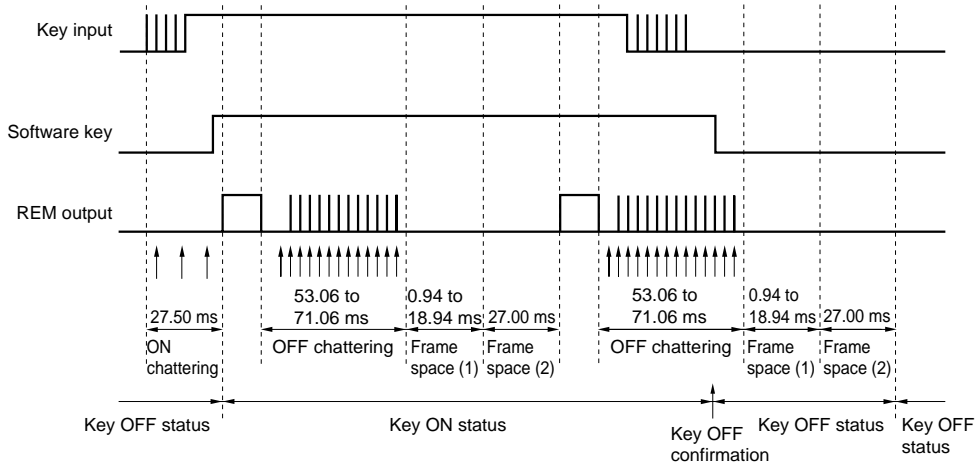 Key input
Software key
REM output
53.06 to
71.06 ms
0.94 to
18.94 ms
27.00 ms
53.06 to
71.06 ms
0.94 to
18.94 ms
27.00 ms
27.50 ms
ON
chattering
OFF chattering
Frame
space (1)
Frame
space (2)
OFF chattering
Frame
space (1)
Frame
space (2)
Key OFF status
Key ON status
Key OFF
confirmation
Key OFF status
Key OFF
status